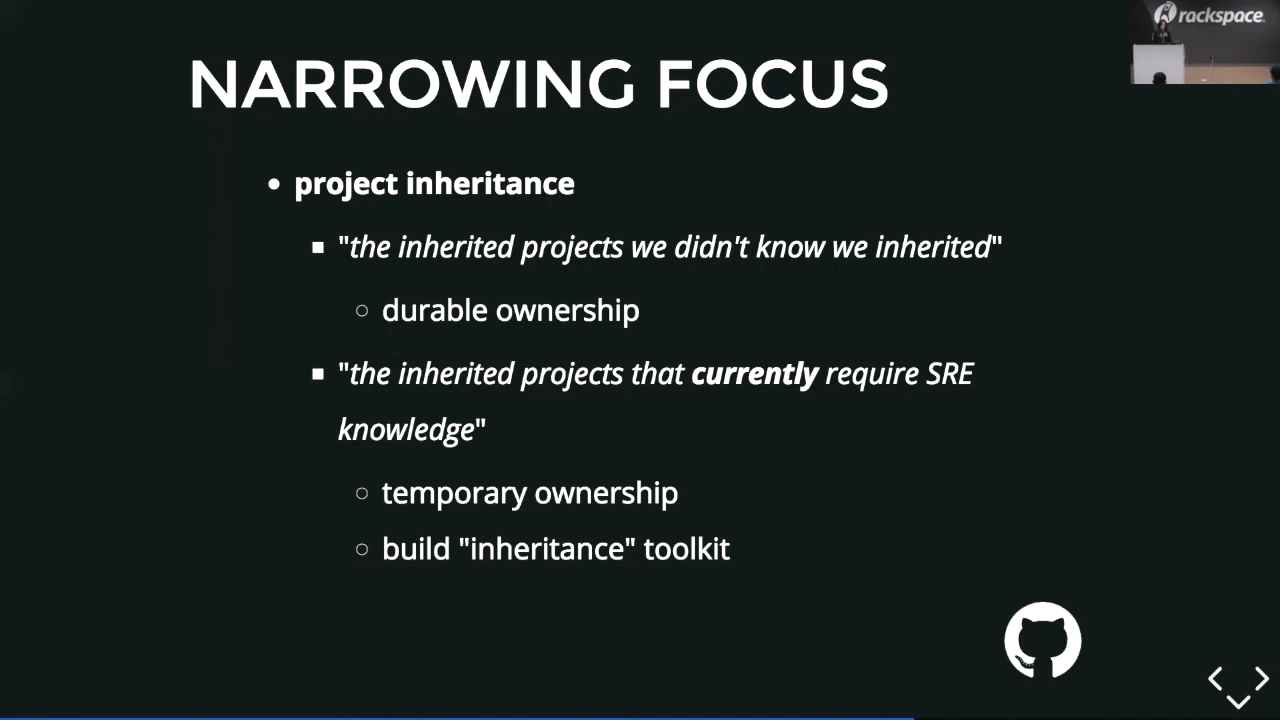 rackspace.
NARROWING FOCUS
project inheritance
"the inherited projects we didn't know we inherited"
durable ownership
"the inherited projects that currently require SRE
knowledge"
temporary ownership
build "inheritance" toolkit